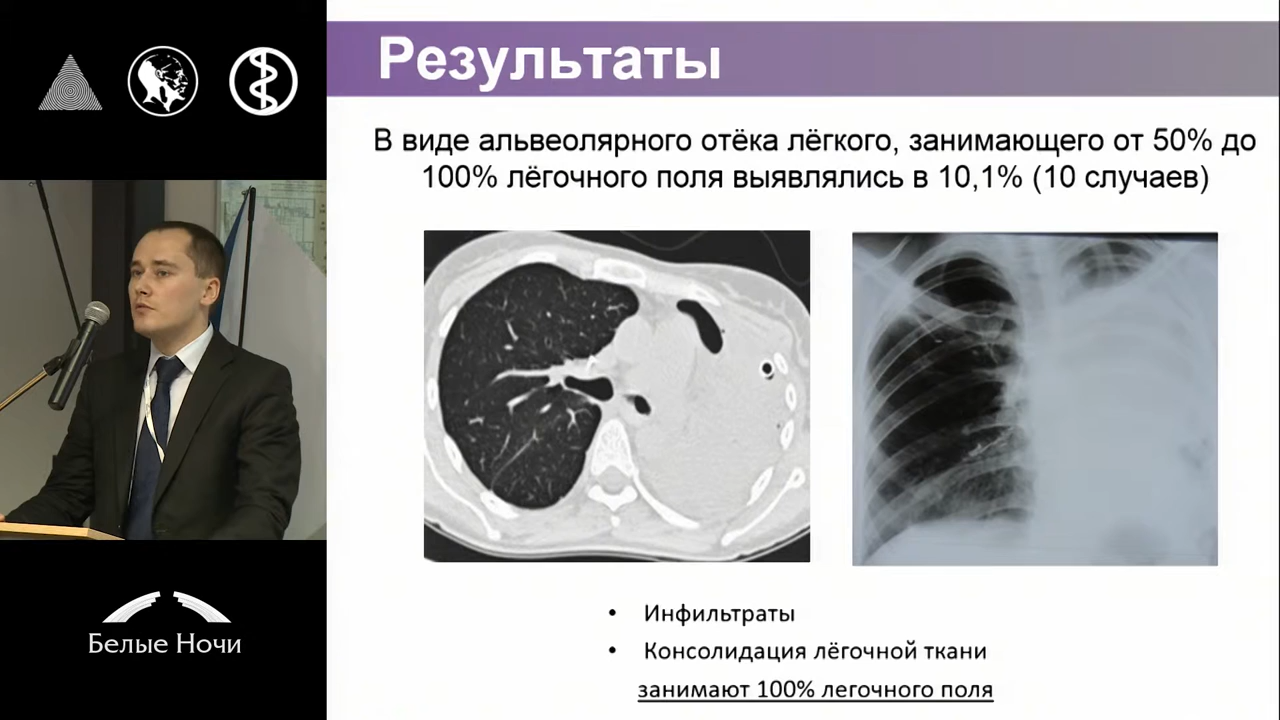 Результаты
В виде альвеолярного отёка лёгкого, занимающего от 50% до
100% лёгочного поля выявлялись в 10,1% (10 случаев)
• Инфильтраты
• Консолидация лёгочной ткани
занимают 100% легочного поля
Белые Ночи